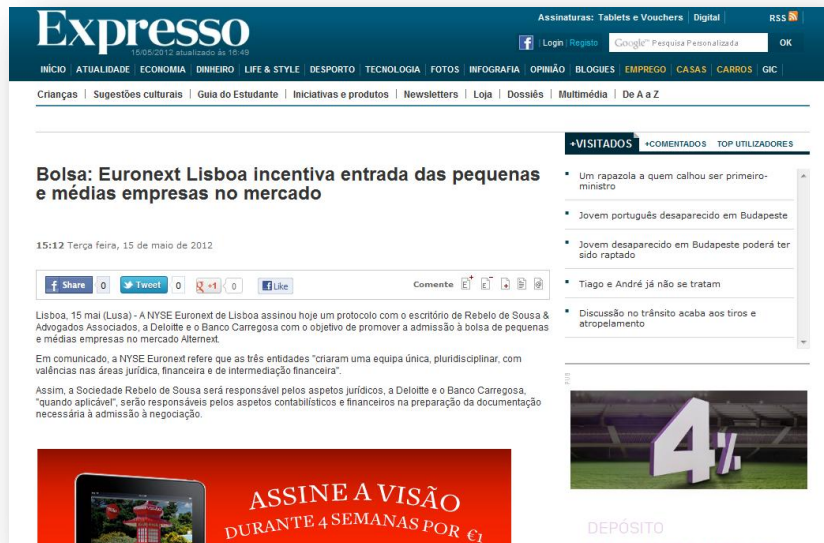 Expresso
16/05/2012 atualizado às 16:49
Assinaturas: Tablets e Vouchers | Digital | RSS
Login | Registo Google™ Pesquisa Personalizada OK
INÍCIO | ATUALIDADE | ECONOMIA | DINHEIRO | LIFE & STYLE | DESPORTO | TECNOLOGIA | FOTOS | INFOGRAFIA | OPINIÃO | BLOGUES | EMPREGO | CASAS | CARROS | GIC |
Crianças | Sugestões culturais | Guia do Estudante | Iniciativas e produtos | Newsletters | Loja | Dossiês | Multimédia | De A a Z
Bolsa: Euronext Lisboa incentiva entrada das pequenas
e médias empresas no mercado
15:12 Terça feira, 15 de maio de 2012
f Share 0 Tweet 0 g +1 0 f Like Comente E+ E-
Lisboa, 15 mai (Lusa) - A NYSE Euronext de Lisboa assinou hoje um protocolo com o escritório de Rebelo de Sousa &
Advogados Associados, a Deloitte e o Banco Carregosa com o objetivo de promover a admissão à bolsa de pequenas
e médias empresas no mercado Alternext.
Em comunicado, a NYSE Euronext refere que as três entidades "criaram uma equipa única, pluridisciplinar, com
valências nas áreas jurídica, financeira e de intermediação financeira".
Assim, a Sociedade Rebelo de Sousa será responsável pelos aspetos jurídicos, a Deloitte e o Banco Carregosa,
"quando aplicável", serão responsáveis pelos aspetos contabilísticos e financeiros na preparação da documentação
necessária à admissão à negociação.
ASSINE A VISÃO
DURANTE 4 SEMANAS POR €1
+VISITADOS +COMENTADOS TOP UTILIZADORES
Um rapazola a quem calhou ser primeiro-
ministro
Jovem português desaparecido em Budapeste
Jovem desaparecido em Budapeste poderá ter
sido raptado
Tiago e André já não se tratam
Discussão no trânsito acaba aos tiros e
atropelamento
PUB
4%
DEPÓSITO